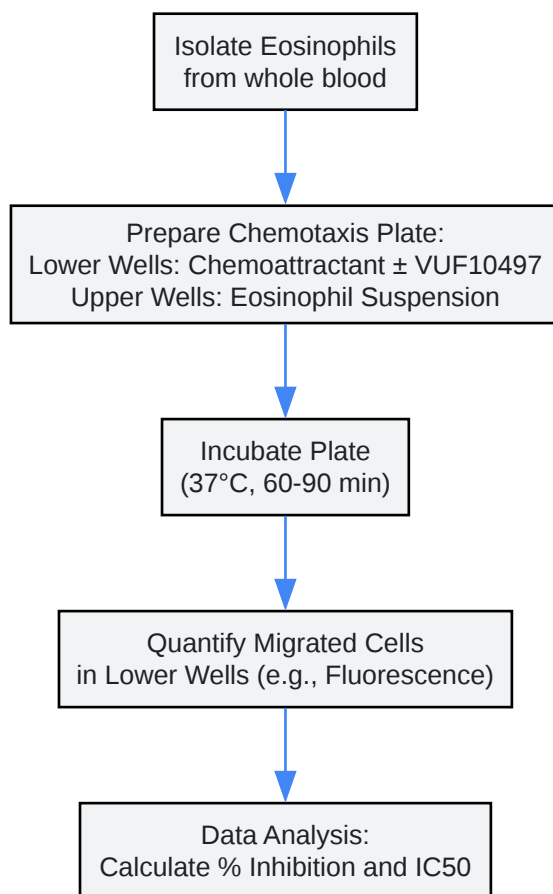 Isolate Eosinophils
from whole blood
Prepare Chemotaxis Plate:
Lower Wells: Chemoattractant ± VUF10497
Upper Wells: Eosinophil Suspension
Incubate Plate
(37°C, 60-90 min)
Quantify Migrated Cells
in Lower Wells (e.g., Fluorescence)
Data Analysis:
Calculate % Inhibition and IC50